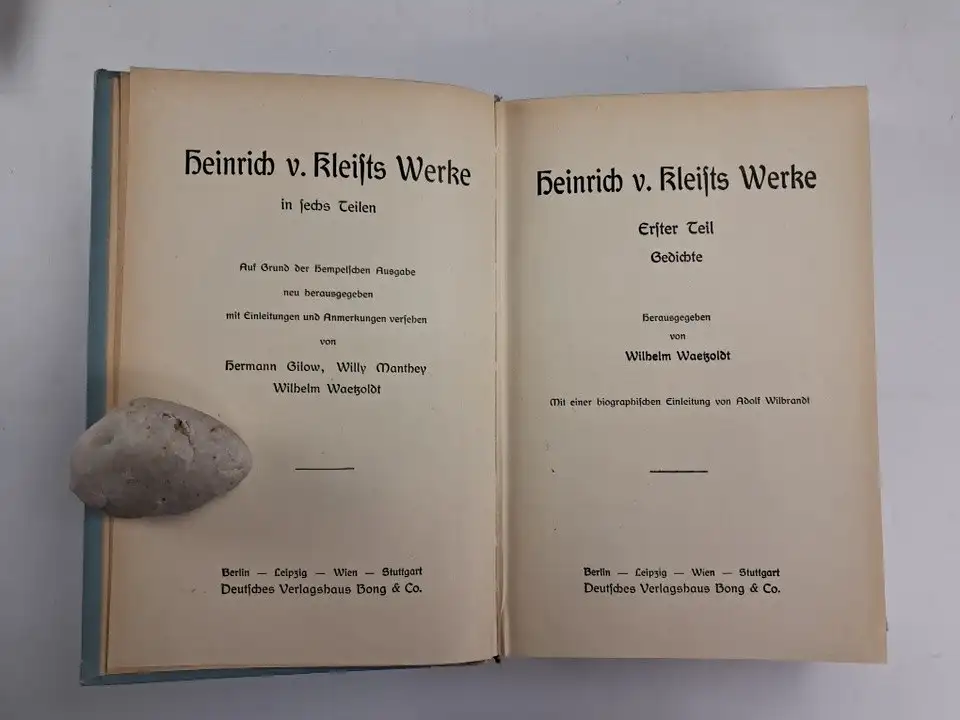 Heinrich v. Kleiſts Werke
in ſechs Teilen
Auf Grund der Hempelſchen Ausgabe
neu herausgegeben
mit Einleitungen und Anmerkungen verſehen
von
Hermann Gilow, Willy Manthey
Wilhelm Waetzoldt
Berlin — Leipzig — Wien — Stuttgart
Deutſches Verlagshaus Bong & Co.
Heinrich v. Kleiſts Werke
Erſter Teil
Gedichte
Herausgegeben
von
Wilhelm Waetzoldt
Mit einer biographiſchen Einleitung von Adolf Wilbrandt
Berlin — Leipzig — Wien — Stuttgart
Deutſches Verlagshaus Bong & Co.